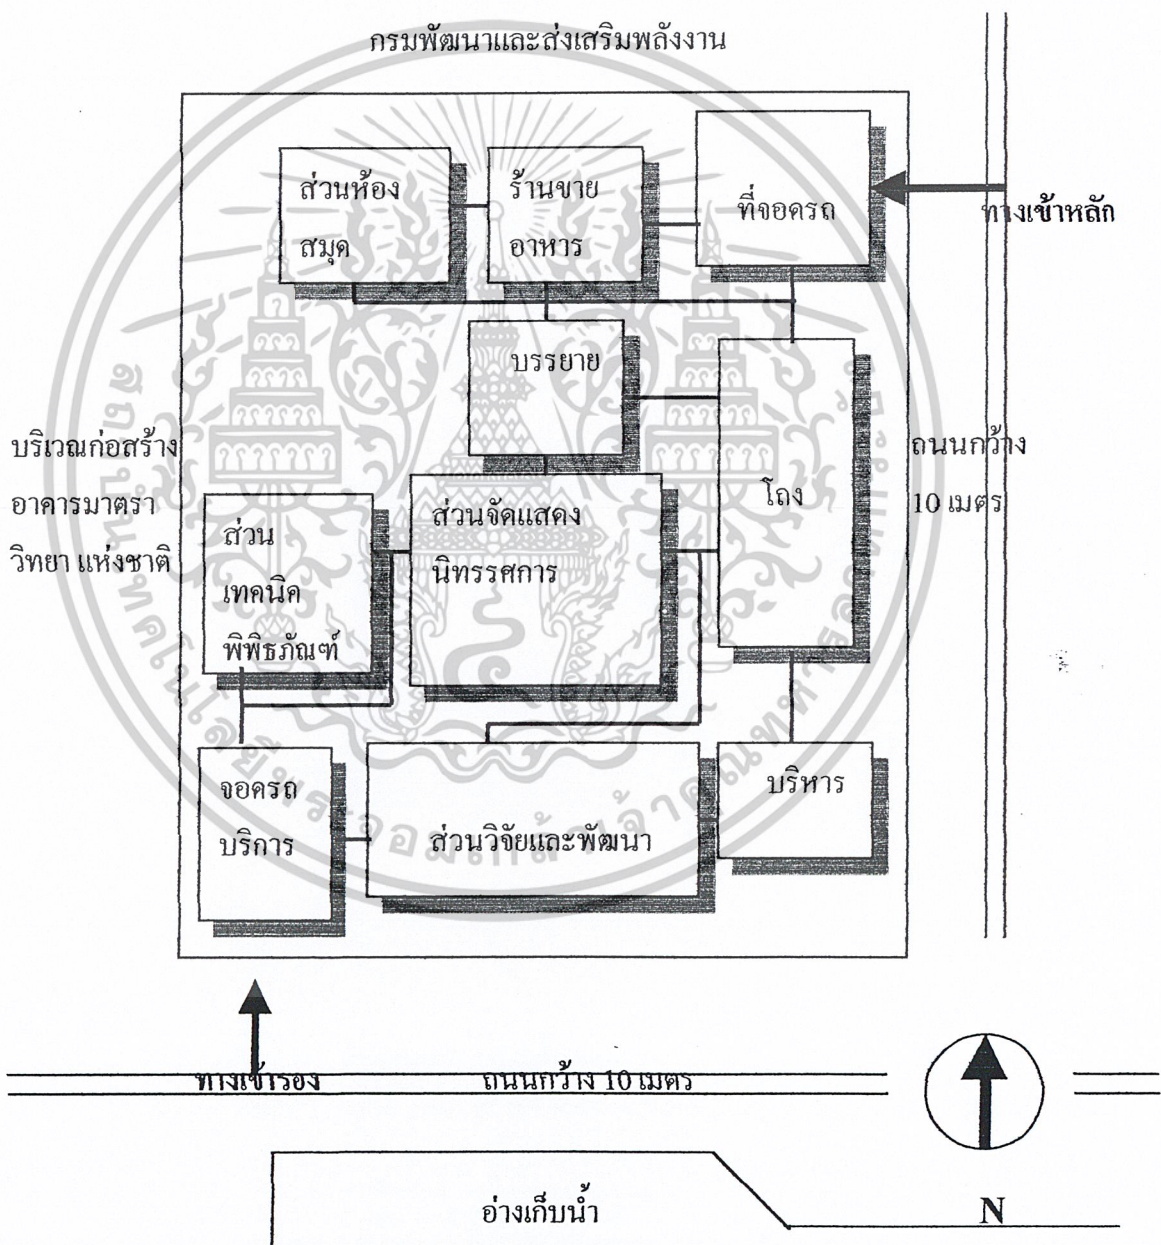 กรมพัฒนาและส่งเสริมพลังงาน
ส่วนห้อง
สมุด
ร้านขาย
อาหาร
ที่จอดรถ
ทางเข้าหลัก
บรรยาย
บริเวณก่อสร้าง
อาคารมาตรา
วิทยา แห่งชาติ
ส่วน
เทคนิค
พิพิธภัณฑ์
ส่วนจัดแสดง
นิทรรศการ
โถง
ถนนกว้าง
10 เมตร
จอดรถ
บริการ
ส่วนวิจัยและพัฒนา
บริหาร
ทางเข้ารอง
ถนนกว้าง 10 เมตร
อ่างเก็บน้ำ
N